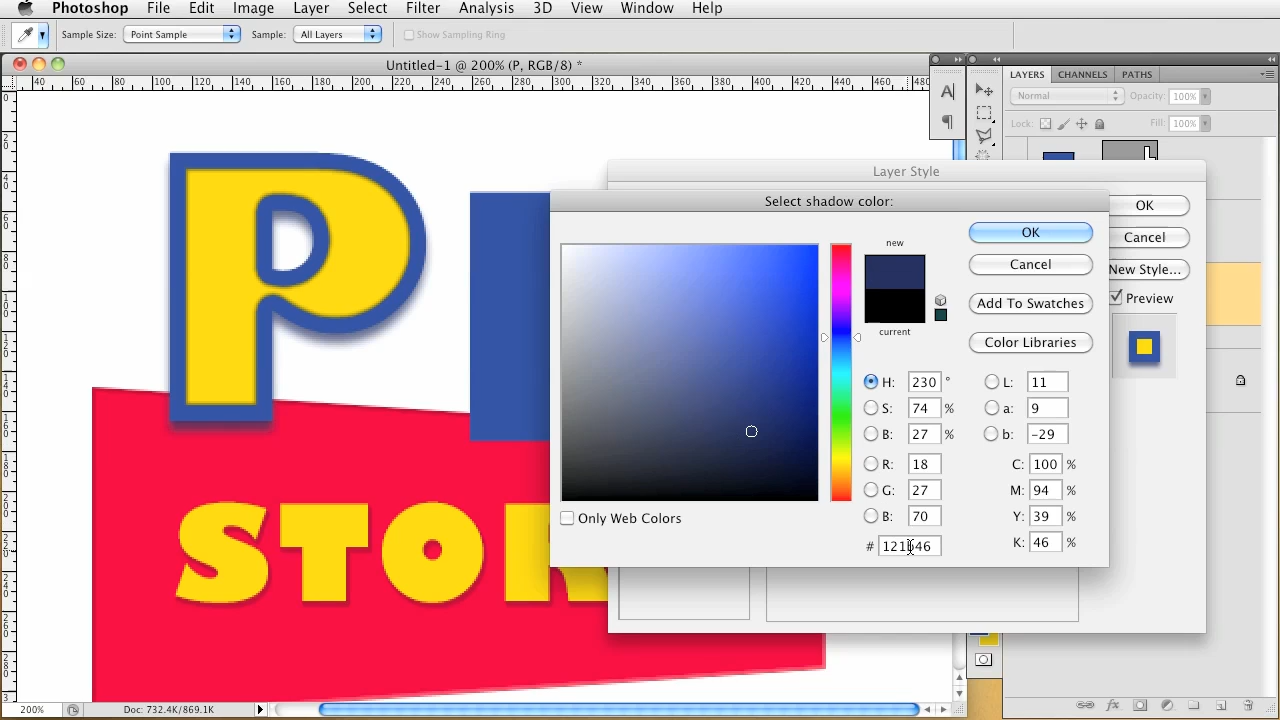 Photoshop File Edit Image Layer Select Filter Analysis 3D View Window Help
Sample Size: Point Sample Sample: All Layers Show Sampling Ring
Untitled-1 @ 200% (P, RGB/8) *
40 60 80 100 120 140 160 180 200 220 240 260 280 300 320 340 360 380 400 420 440 460 480
LAYERS CHANNELS PATHS
Normal Opacity: 100%
Lock: Fill: 100%
P
STOR
Layer Style
OK
Cancel
New Style...
Preview
Select shadow color:
new
current
OK
Cancel
Add To Swatches
Color Libraries
H: 230 ° L: 11
S: 74 % a: 9
B: 27 % b: -29
R: 18 C: 100 %
G: 27 M: 94 %
B: 70 Y: 39 %
# 121b46 K: 46 %
Only Web Colors
200% Doc: 732.4K/869.1K